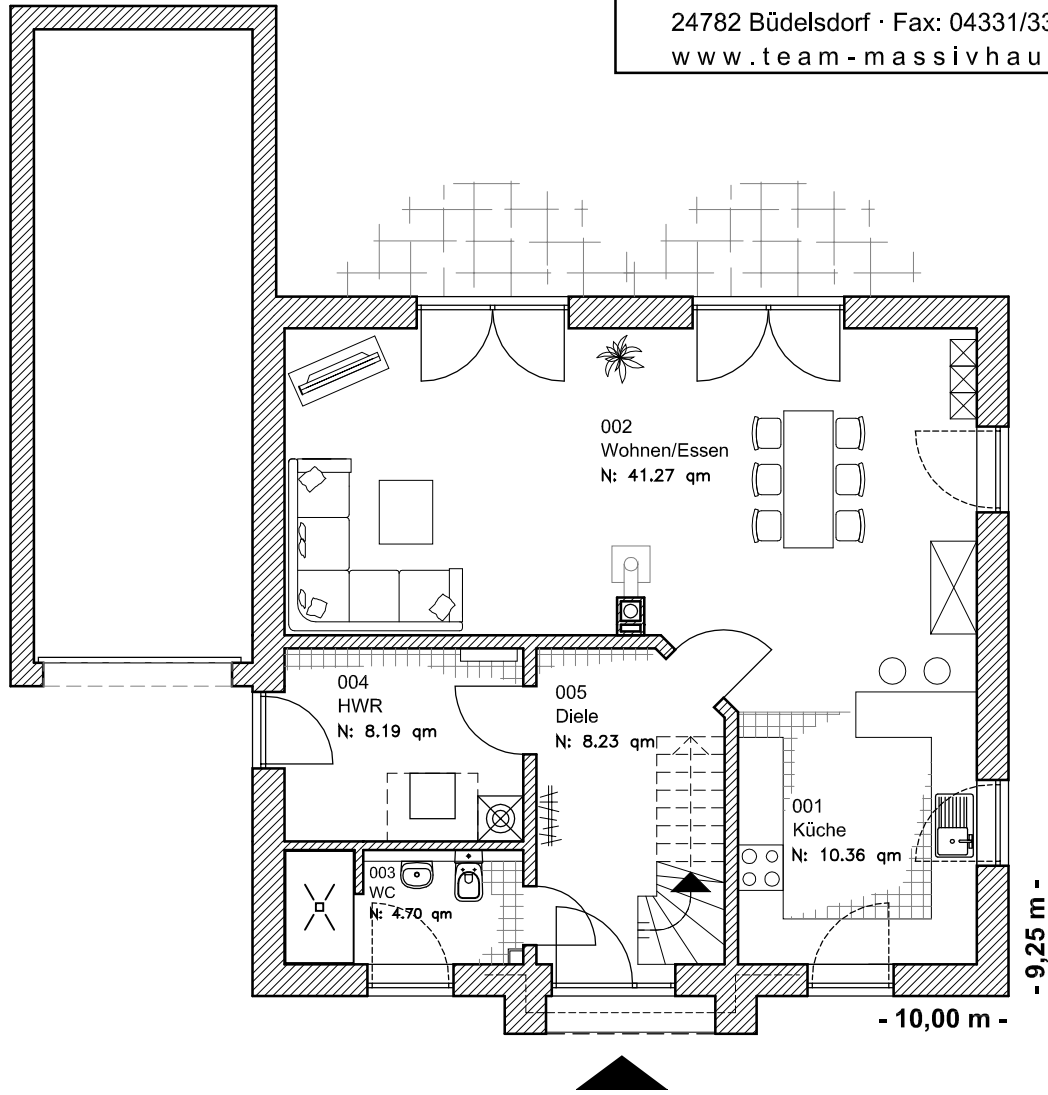 24782 Büdelsdorf · Fax: 04331/33
www.team-massivhau
002
Wohnen/Essen
N: 41.27 qm
004
HWR
N: 8.19 qm
005
Diele
N: 8.23 qm
001
Küche
N: 10.36 qm
003
WC
N: 4.70 qm
- 9,25 m -
- 10,00 m -